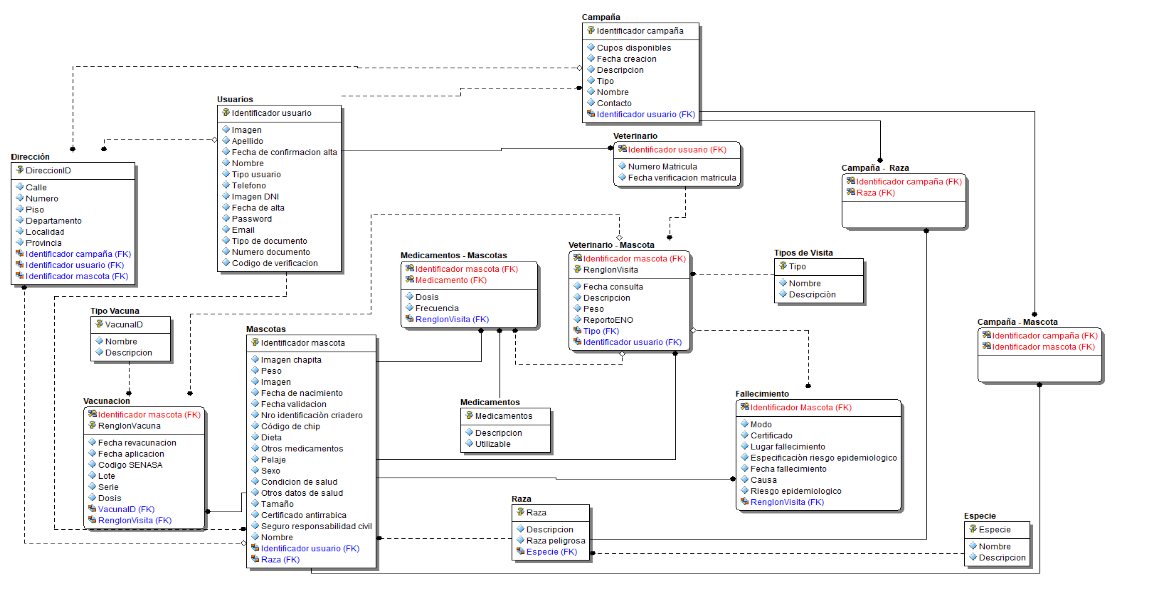 Campaña
Identificador campaña
Cupos disponibles
Fecha creacion
Descripcion
Tipo
Nombre
Contacto
Identificador usuario (FK)
Usuarios
Identificador usuario
Imagen
Apellido
Fecha de confirmacion alta
Nombre
Tipo usuario
Telefono
Imagen DNI
Fecha de alta
Password
Email
Tipo de documento
Numero documento
Codigo de verificacion
Veterinario
Identificador usuario (FK)
Numero Matricula
Fecha verificacion matricula
Dirección
DireccionID
Calle
Numero
Piso
Departamento
Localidad
Provincia
Identificador campaña (FK)
Identificador usuario (FK)
Identificador mascota (FK)
Campaña - Raza
Identificador campaña (FK)
Raza (FK)
Medicamentos - Mascotas
Identificador mascota (FK)
Medicamento (FK)
Dosis
Frecuencia
RenglonVisita (FK)
Veterinario - Mascota
Identificador mascota (FK)
RenglonVisita
Fecha consulta
Descripcion
Peso
ReportoENO
Tipo (FK)
Identificador usuario (FK)
Tipos de Visita
Tipo
Nombre
Descripciòn
Tipo Vacuna
VacunaID
Nombre
Descripcion
Mascotas
Identificador mascota
Imagen chapita
Peso
Imagen
Fecha de nacimiento
Fecha validacion
Nro identificaciòn criadero
Código de chip
Dieta
Otros medicamentos
Pelaje
Sexo
Condicion de salud
Otros datos de salud
Tamaño
Certificado antirrabica
Seguro responsabilidad civil
Nombre
Identificador usuario (FK)
Raza (FK)
Campaña - Mascota
Identificador campaña (FK)
Identificador mascota (FK)
Vacunacion
Identificador mascota (FK)
RenglonVacuna
Fecha revacunacion
Fecha aplicacion
Codigo SENASA
Lote
Serie
Dosis
VacunaID (FK)
RenglonVisita (FK)
Medicamentos
Medicamentos
Descripcion
Utilizable
Fallecimiento
Identificador Mascota (FK)
Modo
Certificado
Lugar fallecimiento
Especificaciòn riesgo epidemiologico
Fecha fallecimiento
Causa
Riesgo epidemiologico
RenglonVisita (FK)
Raza
Raza
Descripcion
Raza peligrosa
Especie (FK)
Especie
Especie
Nombre
Descripcion